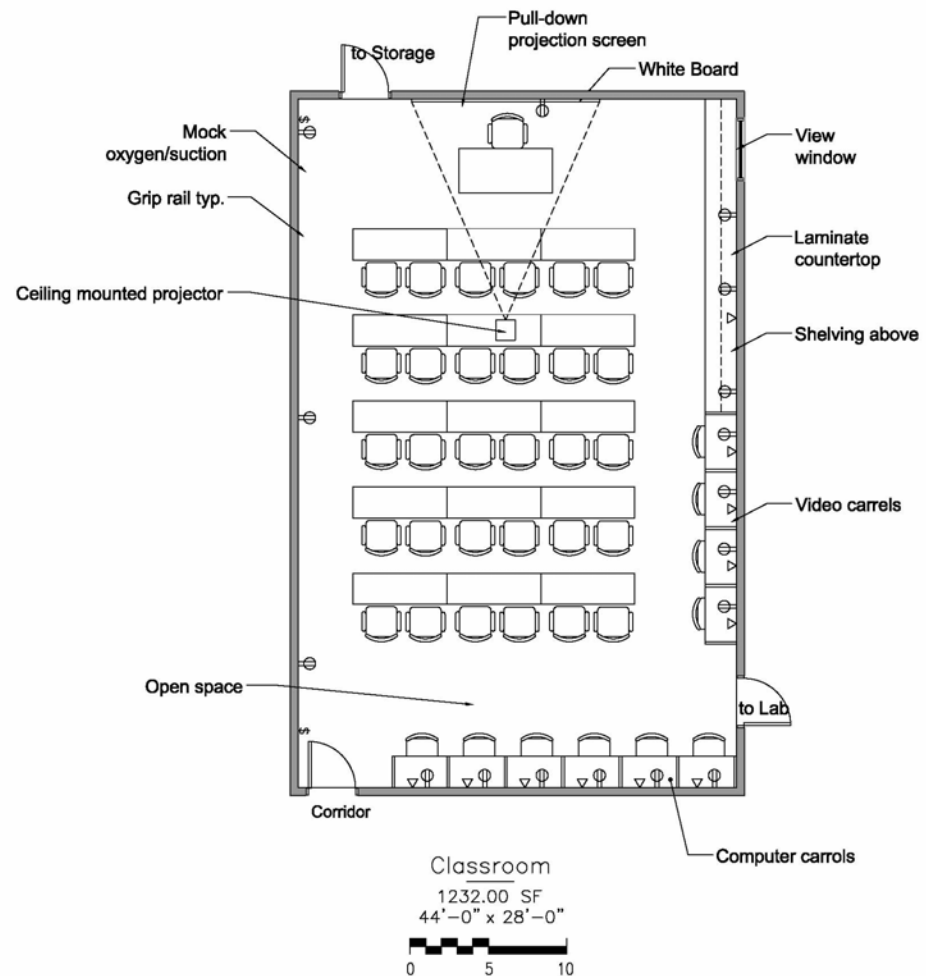 Pull-down
projection screen
to Storage
White Board
Mock
oxygen/suction
View
window
Grip rail typ.
Laminate
countertop
Ceiling mounted projector
Shelving above
Video carrels
Open space
to Lab
Corridor
Computer carrols
Classroom
1232.00 SF
44'-0" x 28'-0"
0 5 10
$
$